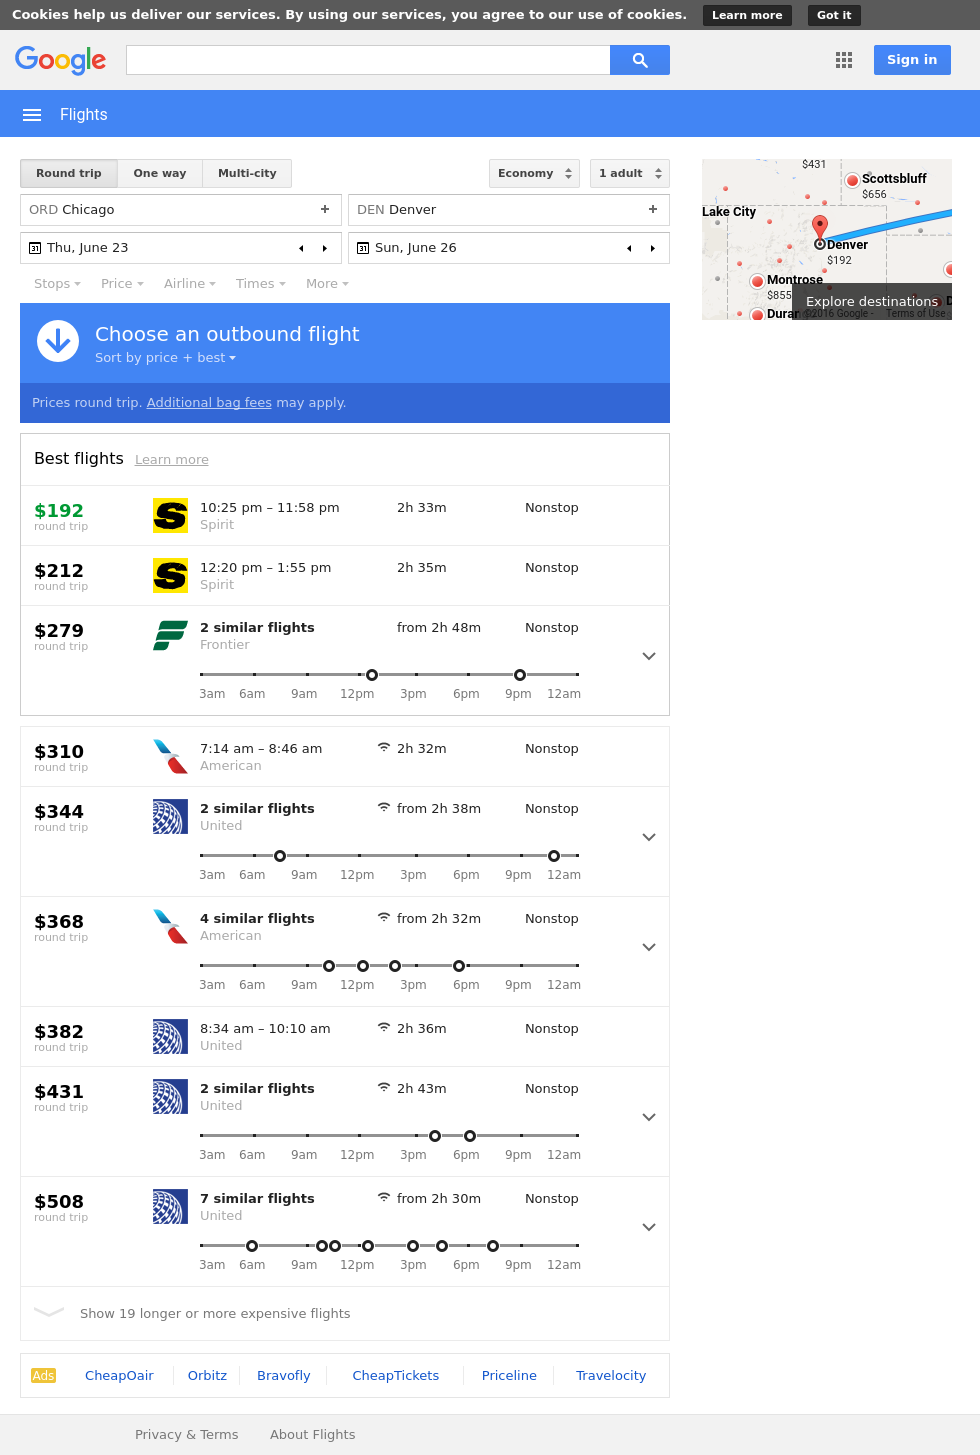 Cookies help us deliver our services. By using our services, you agree to our use of cookies. Learn more Got it
Google
Sign in
Flights
Round trip One way Multi-city Economy 1 adult
ORD Chicago + DEN Denver +
31 Thu, June 23 31 Sun, June 26
Stops Price Airline Times More
$431
Scottsbluff
$656
Lake City
Denver
$192
Montrose
$855
Explore destinations
©2016 Google - Terms of Use
Choose an outbound flight
Sort by price + best
Prices round trip. Additional bag fees may apply.
Best flights Learn more
$192 10:25 pm – 11:58 pm 2h 33m Nonstop
round trip Spirit
$212 12:20 pm – 1:55 pm 2h 35m Nonstop
round trip Spirit
$279 2 similar flights from 2h 48m Nonstop
round trip Frontier
3am 6am 9am 12pm 3pm 6pm 9pm 12am
$310 7:14 am – 8:46 am 2h 32m Nonstop
round trip American
$344 2 similar flights from 2h 38m Nonstop
round trip United
3am 6am 9am 12pm 3pm 6pm 9pm 12am
$368 4 similar flights from 2h 32m Nonstop
round trip American
3am 6am 9am 12pm 3pm 6pm 9pm 12am
$382 8:34 am – 10:10 am 2h 36m Nonstop
round trip United
$431 2 similar flights 2h 43m Nonstop
round trip United
3am 6am 9am 12pm 3pm 6pm 9pm 12am
$508 7 similar flights from 2h 30m Nonstop
round trip United
3am 6am 9am 12pm 3pm 6pm 9pm 12am
Show 19 longer or more expensive flights
Ads CheapOair Orbitz Bravofly CheapTickets Priceline Travelocity
Privacy & Terms About Flights